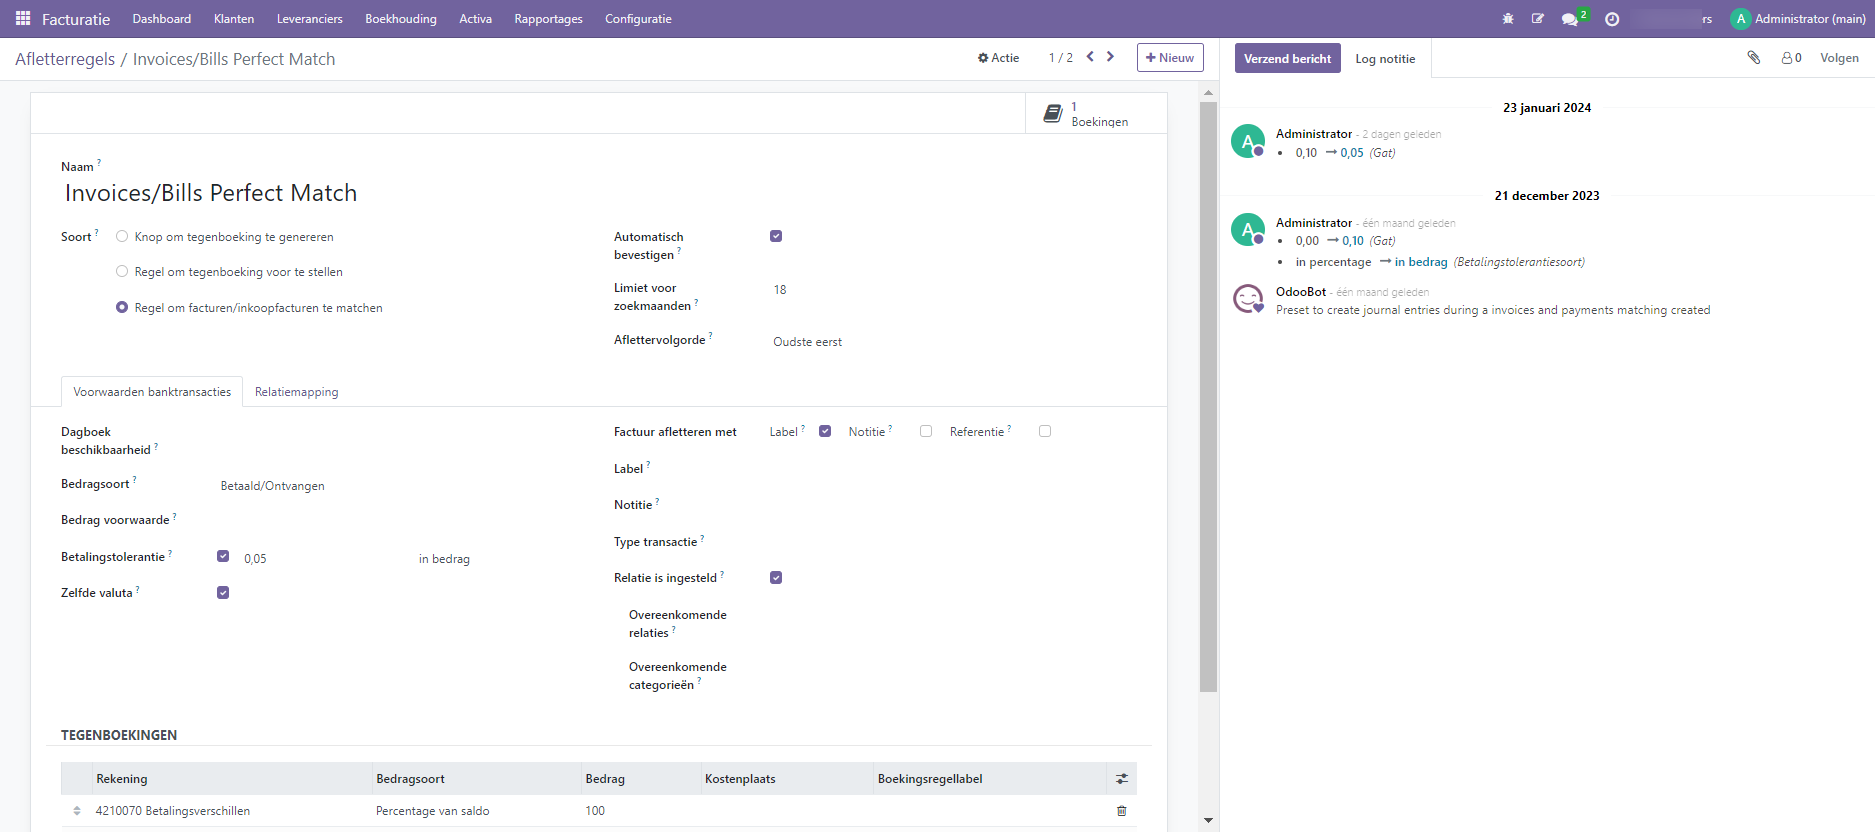 Facturatie Dashboard Klanten Leveranciers Boekhouding Activa Rapportages Configuratie 2 rs A Administrator (main)
Afletterregels / Invoices/Bills Perfect Match Actie 1 / 2 + Nieuw
1
Boekingen
Naam ?
Invoices/Bills Perfect Match
Soort ? Knop om tegenboeking te genereren
Regel om tegenboeking voor te stellen
Regel om facturen/inkoopfacturen te matchen
Automatisch
bevestigen ?
Limiet voor
zoekmaanden ? 18
Aflettervolgorde ? Oudste eerst
Voorwaarden banktransacties Relatiemapping
Dagboek
beschikbaarheid ?
Bedragsoort ? Betaald/Ontvangen
Bedrag voorwaarde ?
Betalingstolerantie ? 0,05 in bedrag
Zelfde valuta ?
Factuur afletteren met Label ? Notitie ? Referentie ?
Label ?
Notitie ?
Type transactie ?
Relatie is ingesteld ?
Overeenkomende
relaties ?
Overeenkomende
categorieën ?
TEGENBOEKINGEN
Rekening Bedragsoort Bedrag Kostenplaats Boekingsregellabel
4210070 Betalingsverschillen Percentage van saldo 100
Verzend bericht Log notitie 0 Volgen
23 januari 2024
A Administrator - 2 dagen geleden
• 0,10 → 0,05 (Gat)
21 december 2023
A Administrator - één maand geleden
• 0,00 → 0,10 (Gat)
• in percentage → in bedrag (Betalingstolerantiesoort)
OdooBot - één maand geleden
Preset to create journal entries during a invoices and payments matching created